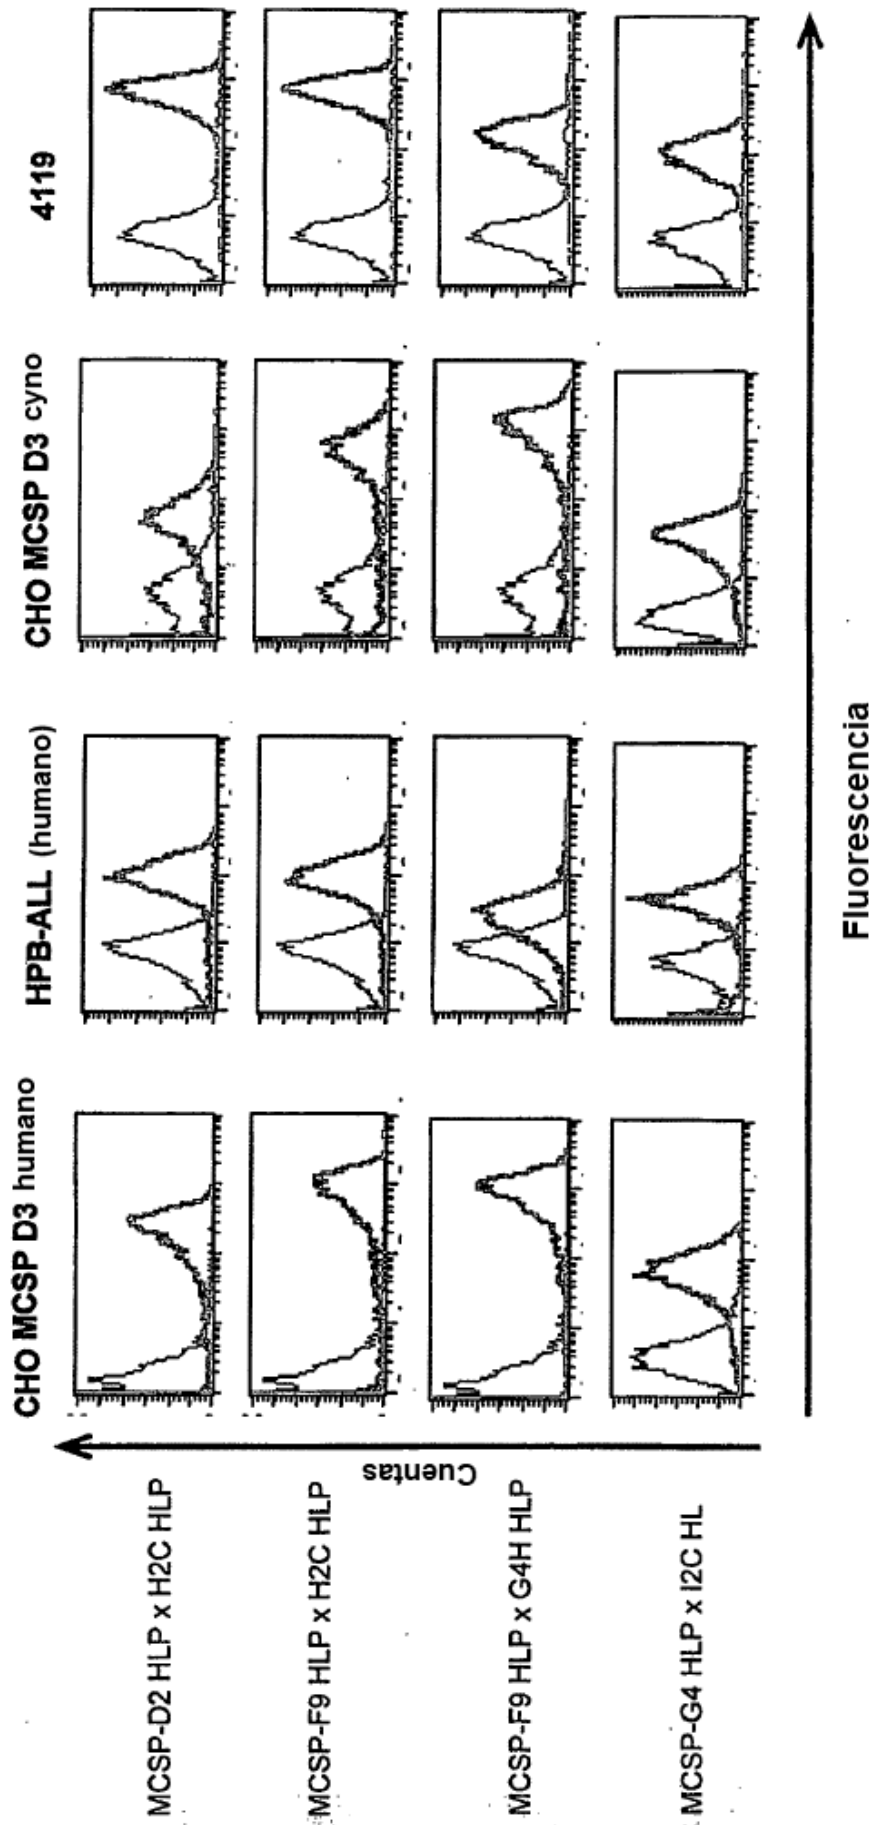 CHO MCSP D3 humano
HPB-ALL (humano)
CHO MCSP D3 cyno
4119
MCSP-D2 HLP x H2C HLP
MCSP-F9 HLP x H2C HLP
MCSP-F9 HLP x G4H HLP
MCSP-G4 HLP x I2C HL
Cuentas
Fluorescencia